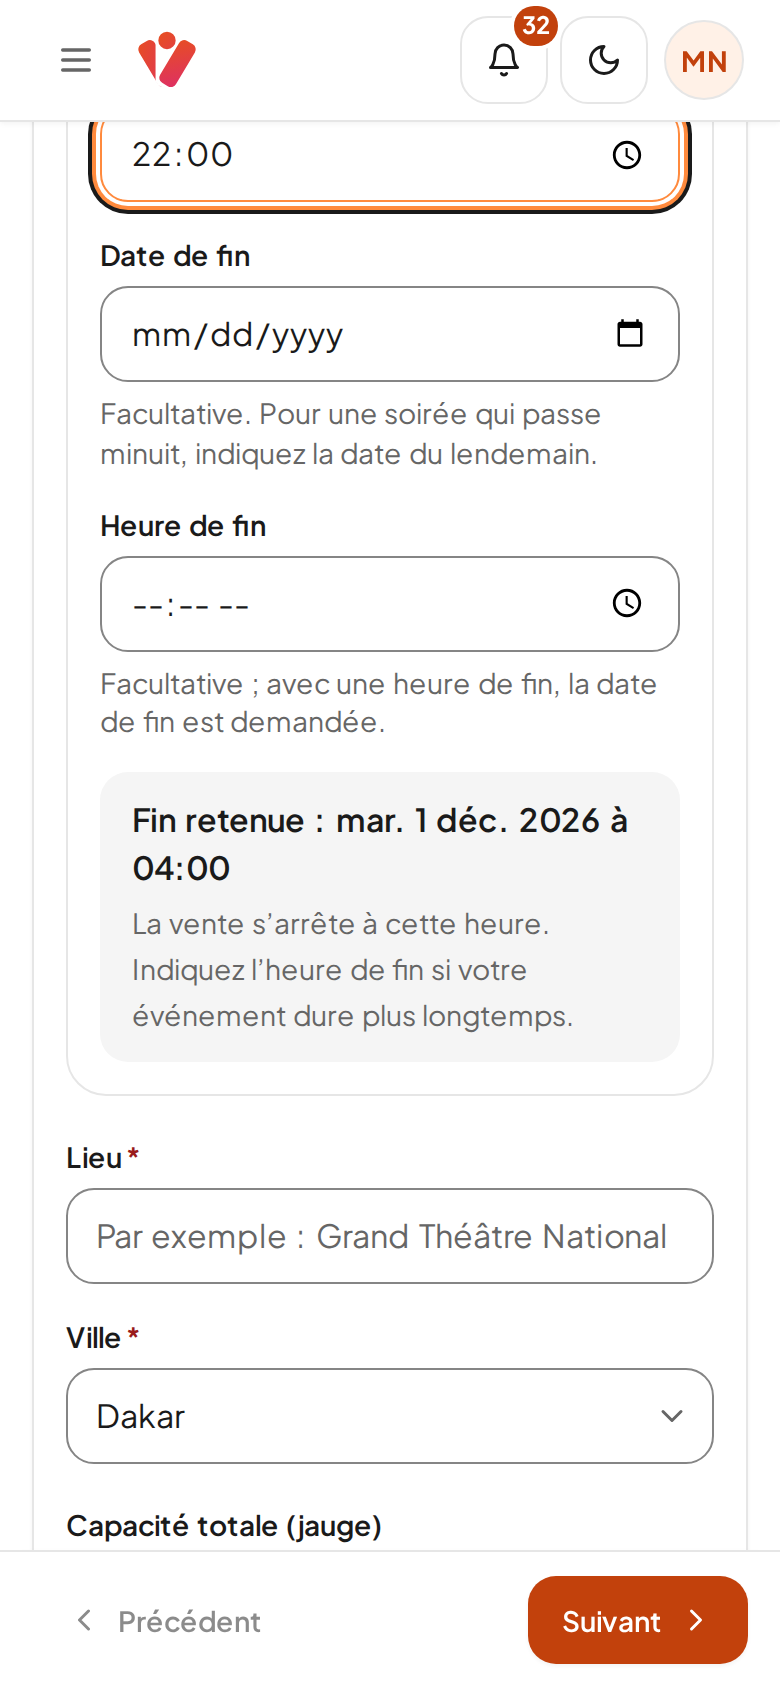 32
MN
22:00
Date de fin
mm/dd/yyyy
Facultative. Pour une soirée qui passe
minuit, indiquez la date du lendemain.
Heure de fin
--:-- --
Facultative ; avec une heure de fin, la date
de fin est demandée.
Fin retenue : mar. 1 déc. 2026 à
04:00
La vente s’arrête à cette heure.
Indiquez l’heure de fin si votre
événement dure plus longtemps.
Lieu *
Par exemple : Grand Théâtre National
Ville *
Dakar
Capacité totale (jauge)
Précédent
Suivant